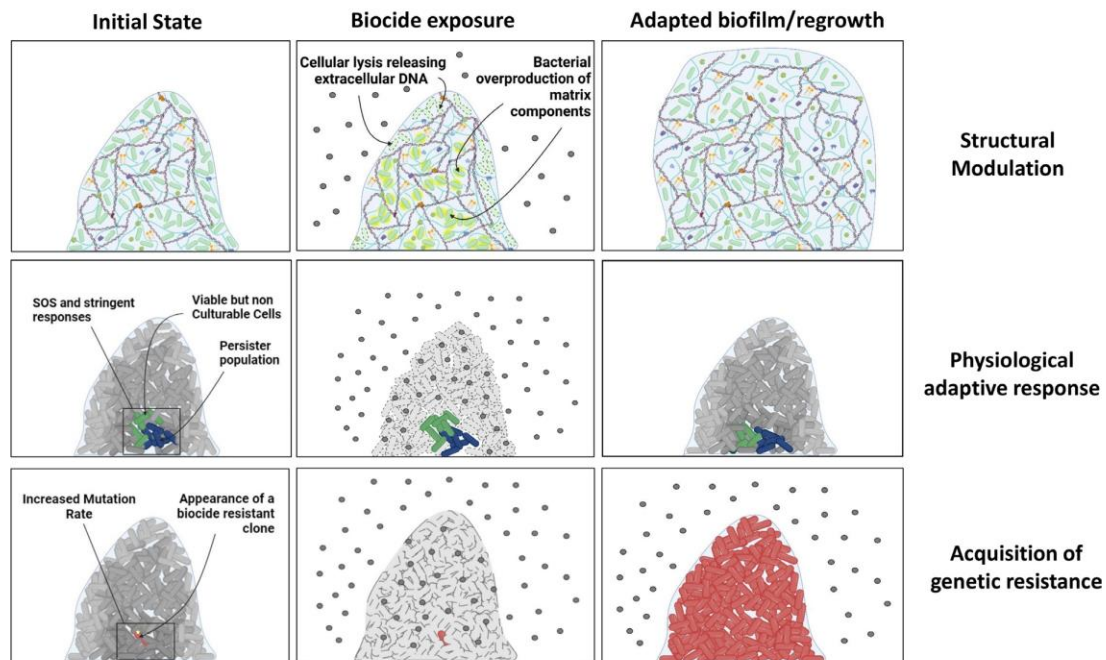 Initial State
Biocide exposure
Adapted biofilm/regrowth
Cellular lysis releasing
extracellular DNA
Bacterial
overproduction of
matrix
components
Structural
Modulation
SOS and stringent
responses
Viable but non
Culturable Cells
Persister
population
Physiological
adaptive response
Increased Mutation
Rate
Appearance of a
biocide resistant
clone
Acquisition of
genetic resistance